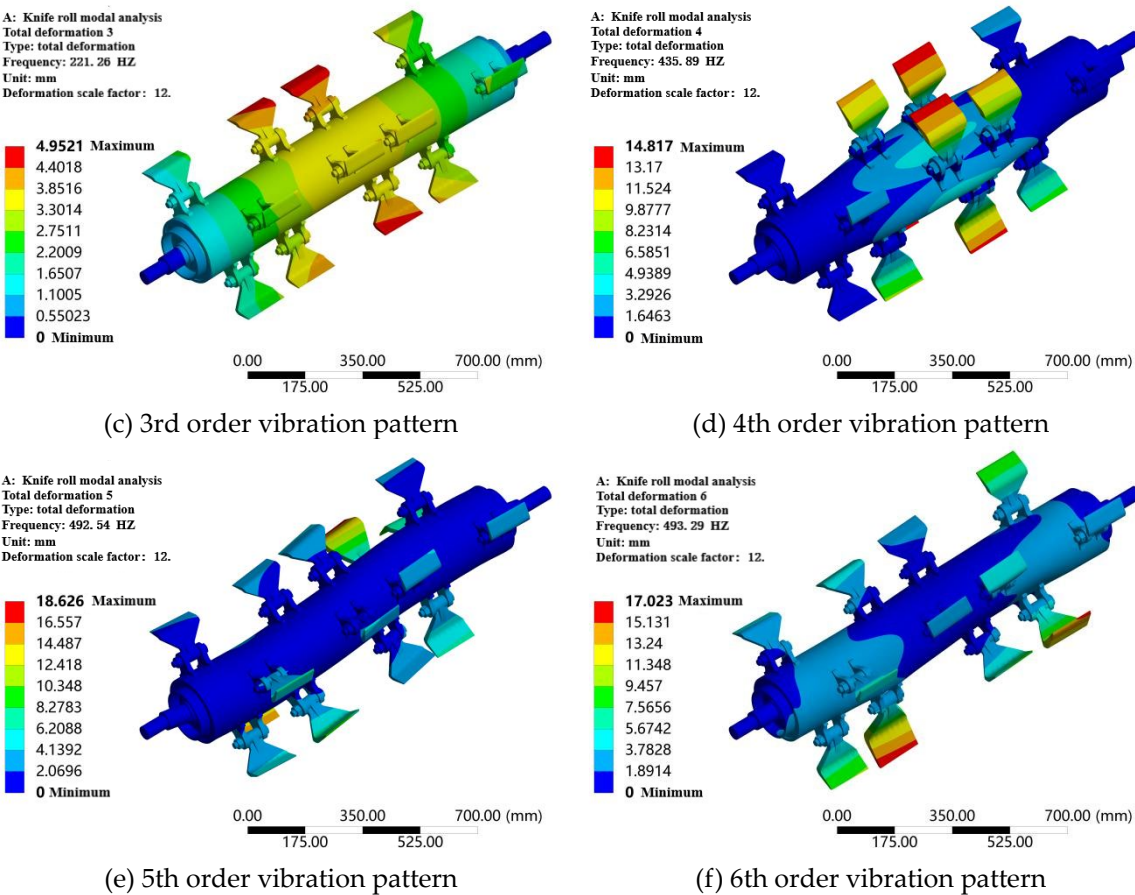 A: Knife roll modal analysis
Total deformation 3
Type: total deformation
Frequency: 221. 26 HZ
Unit: mm
Deformation scale factor: 12.
4.9521 Maximum
4.4018
3.8516
3.3014
2.7511
2.2009
1.6507
1.1005
0.55023
0 Minimum
0.00 350.00 700.00 (mm)
175.00 525.00
(c) 3rd order vibration pattern
A: Knife roll modal analysis
Total deformation 4
Type: total deformation
Frequency: 435. 89 HZ
Unit: mm
Deformation scale factor: 12.
14.817 Maximum
13.17
11.524
9.8777
8.2314
6.5851
4.9389
3.2926
1.6463
0 Minimum
0.00 350.00 700.00 (mm)
175.00 525.00
(d) 4th order vibration pattern
A: Knife roll modal analysis
Total deformation 5
Type: total deformation
Frequency: 492. 54 HZ
Unit: mm
Deformation scale factor: 12.
18.626 Maximum
16.557
14.487
12.418
10.348
8.2783
6.2088
4.1392
2.0696
0 Minimum
0.00 350.00 700.00 (mm)
175.00 525.00
(e) 5th order vibration pattern
A: Knife roll modal analysis
Total deformation 6
Type: total deformation
Frequency: 493. 29 HZ
Unit: mm
Deformation scale factor: 12.
17.023 Maximum
15.131
13.24
11.348
9.457
7.5656
5.6742
3.7828
1.8914
0 Minimum
0.00 350.00 700.00 (mm)
175.00 525.00
(f) 6th order vibration pattern